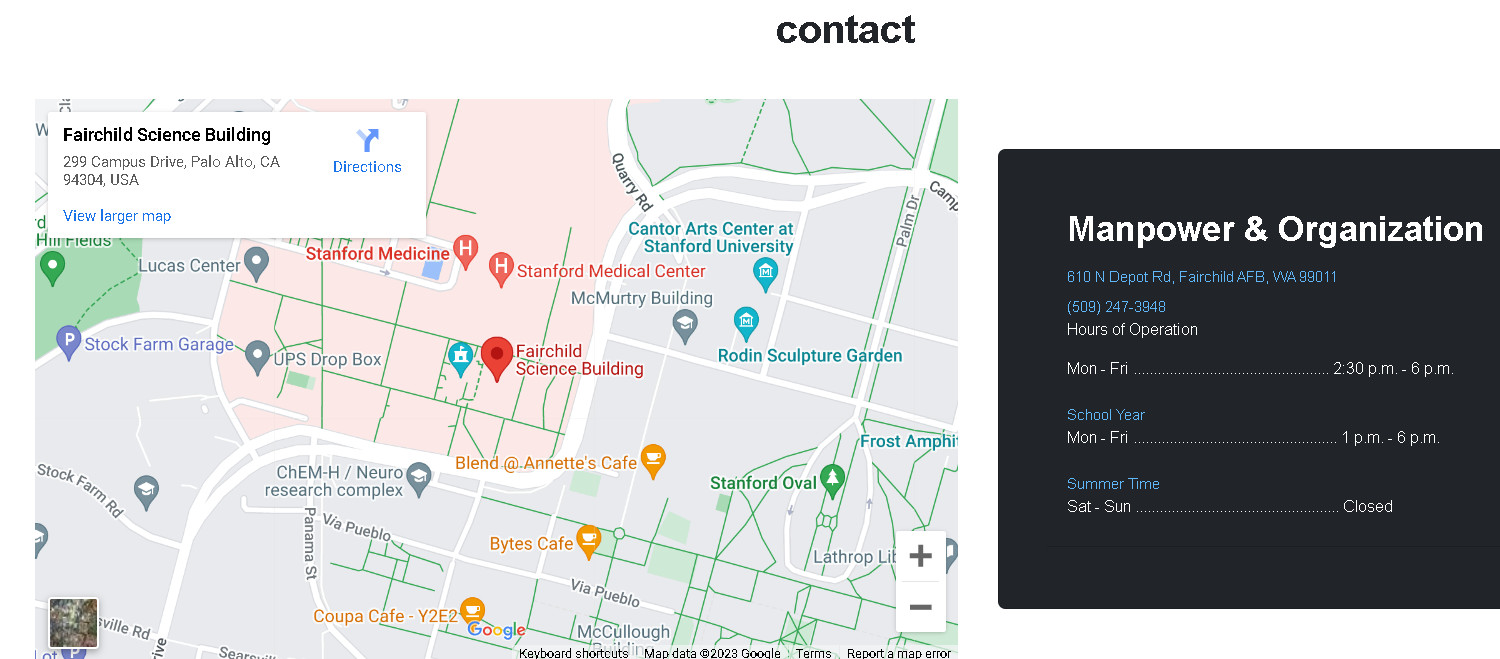 contact
Fairchild Science Building
299 Campus Drive, Palo Alto, CA
94304, USA
Directions
View larger map
Hill Fields
Quarry Rd
Palm Dr
Cantor Arts Center at
Stanford University
Stanford Medicine
H
H
Stanford Medical Center
Lucas Center
McMurtry Building
P
Stock Farm Garage
UPS Drop Box
Fairchild
Science Building
Rodin Sculpture Garden
Frost Amphi
Blend @ Annette's Cafe
ChEM-H / Neuro
research complex
Stanford Oval
Stock Farm Rd
Panama St
Via Pueblo
Bytes Cafe
Lathrop Lib
Via Pueblo
Coupa Cafe - Y2E2
Google
McCullough
Building
sville Rd
Searsvill
+
−
Keyboard shortcuts
Map data ©2023 Google
Terms
Report a map error
Manpower & Organization
610 N Depot Rd, Fairchild AFB, WA 99011
(509) 247-3948
Hours of Operation
Mon - Fri ............................................... 2:30 p.m. - 6 p.m.
School Year
Mon - Fri ................................................. 1 p.m. - 6 p.m.
Summer Time
Sat - Sun ................................................. Closed